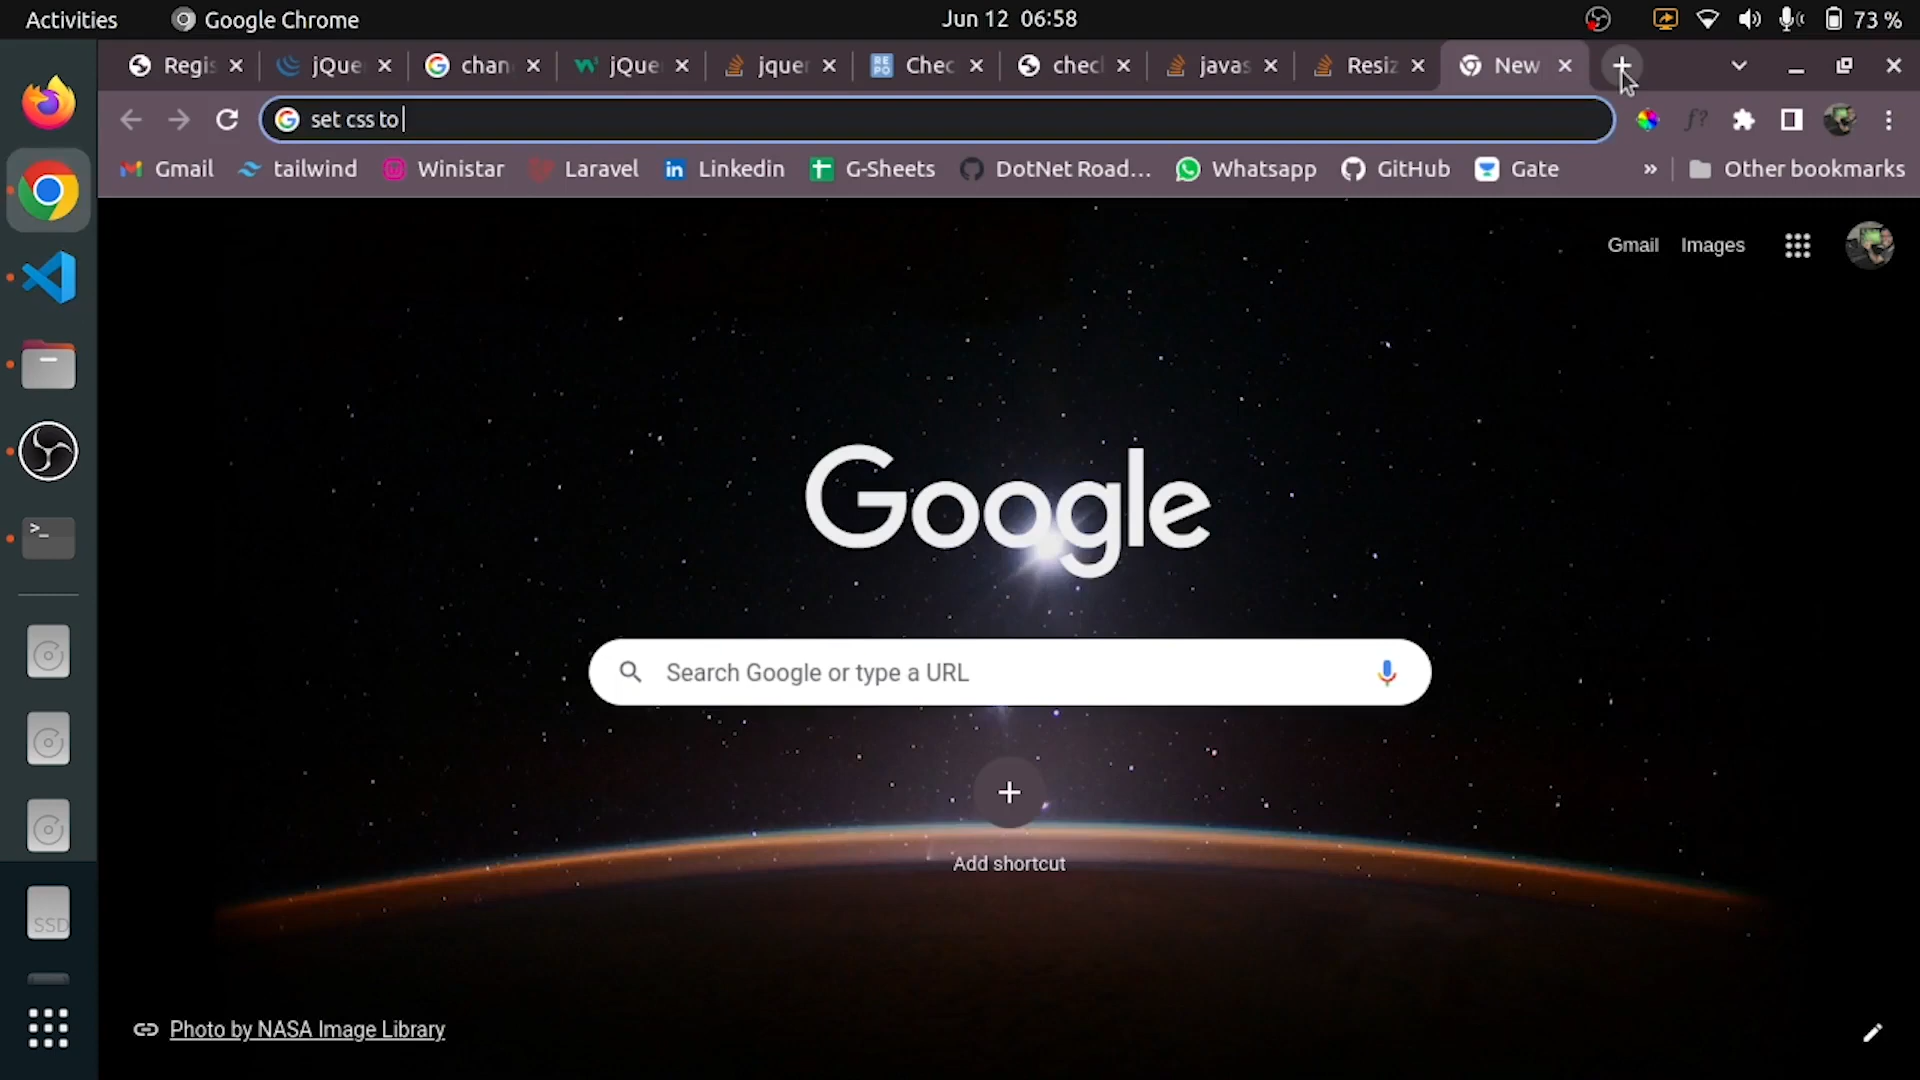 Activities Google Chrome Jun 12 06:58 73 %
Regis jQue chan jQue jquer Chec chec javas Resiz New
set css to
Gmail tailwind Winistar Laravel Linkedin G-Sheets DotNet Road... Whatsapp GitHub Gate » Other bookmarks
Gmail Images
Google
Search Google or type a URL
Add shortcut
SSD
Photo by NASA Image Library